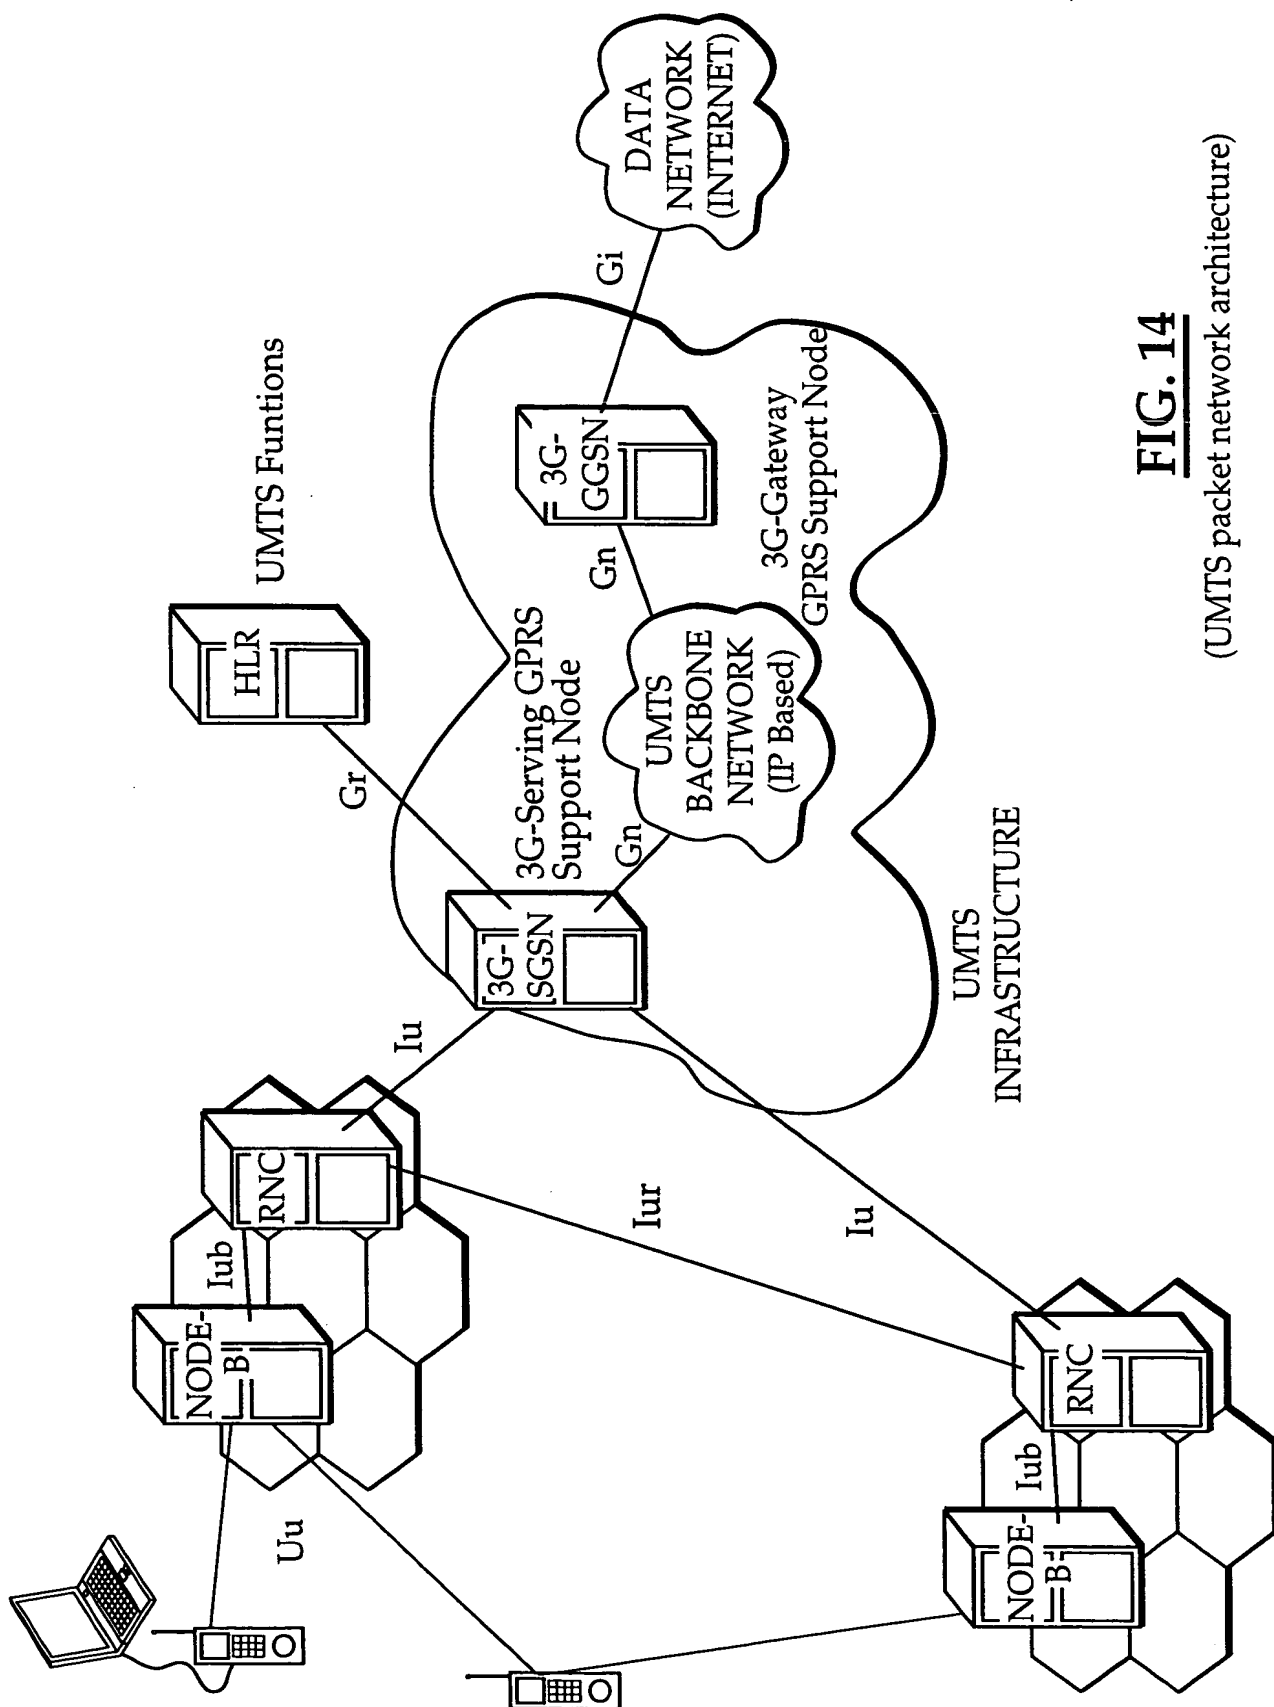 UMTS Funtions
HLR
Gr
3G-Serving GPRS
Support Node
3G-
SGSN
Gn
UMTS
BACKBONE
NETWORK
(IP Based)
Gn
3G-
GGSN
3G-Gateway
GPRS Support Node
Gi
DATA
NETWORK
(INTERNET)
Uu
NODE-
B
Iub
RNC
Iu
Iur
Iu
NODE-
B
Iub
RNC
UMTS
INFRASTRUCTURE
FIG. 14
(UMTS packet network architecture)